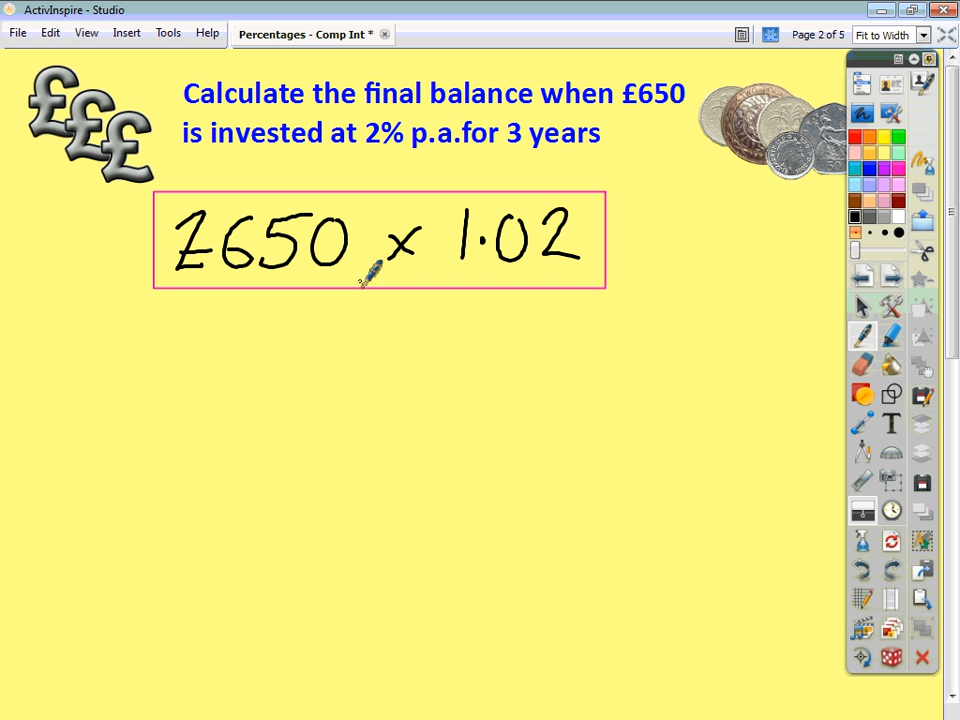 ActivInspire - Studio
File Edit View Insert Tools Help
Percentages - Comp Int *
Page 2 of 5
Fit to Width
£££
Calculate the final balance when £650
is invested at 2% p.a.for 3 years
£650 × 1·02
T